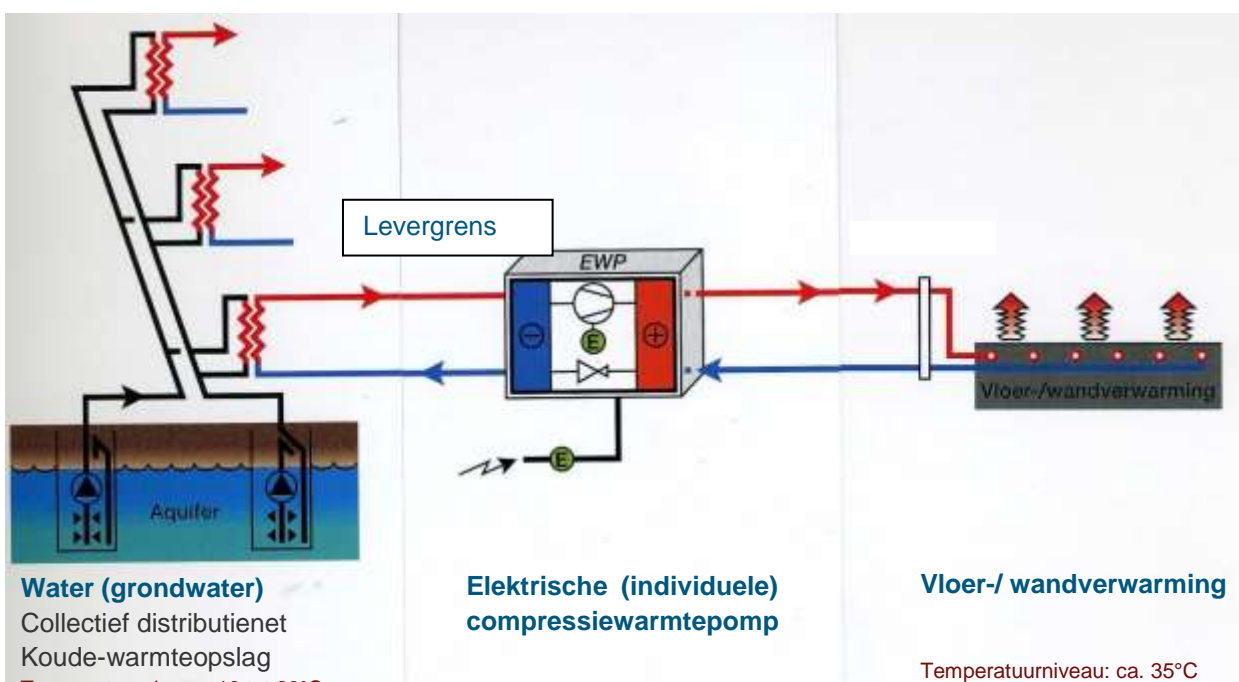 Levergrens
EWP
E
E
Aquifer
Vloer-/wandverwarming
Water (grondwater)
Collectief distributienet
Koude-warmteopslag
Elektrische (individuele)
compressiewarmtepomp
Vloer-/ wandverwarming
Temperatuurniveau: ca. 35°C